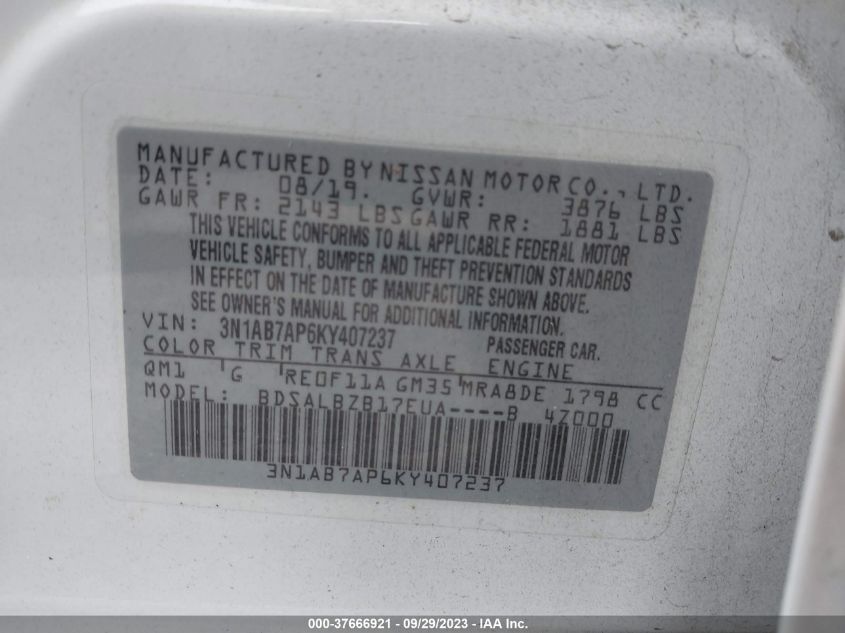 MANUFACTURED BY NISSAN MOTOR CO., LTD.
DATE: 08/19. GVWR: 3876 LBS
GAWR FR: 2143 LBS GAWR RR: 1881 LBS
THIS VEHICLE CONFORMS TO ALL APPLICABLE FEDERAL MOTOR
VEHICLE SAFETY, BUMPER AND THEFT PREVENTION STANDARDS
IN EFFECT ON THE DATE OF MANUFACTURE SHOWN ABOVE.
SEE OWNER'S MANUAL FOR ADDITIONAL INFORMATION.
VIN: 3N1AB7AP6KY407237 PASSENGER CAR.
COLOR TRIM TRANS AXLE ENGINE
QM1 G RE0F11A GM35 MRA8DE 1798 CC
MODEL: BDSALBZB17EUA----B 4Z000
3N1AB7AP6KY407237
000-37666921 / 09/29/2023 - IAA Inc.